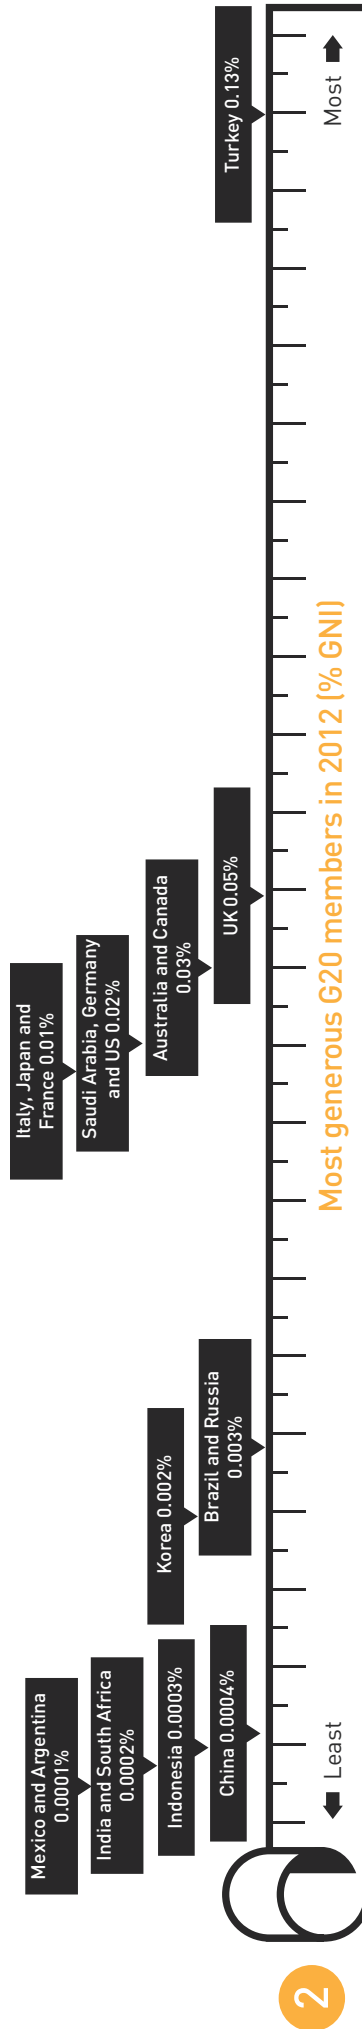 2
Mexico and Argentina
0.0001%
India and South Africa
0.0002%
Indonesia 0.0003%
China 0.0004%
Korea 0.002%
Brazil and Russia
0.003%
Italy, Japan and
France 0.01%
Saudi Arabia, Germany
and US 0.02%
Australia and Canada
0.03%
UK 0.05%
Turkey 0.13%
Least
Most generous G20 members in 2012 (% GNI)
Most